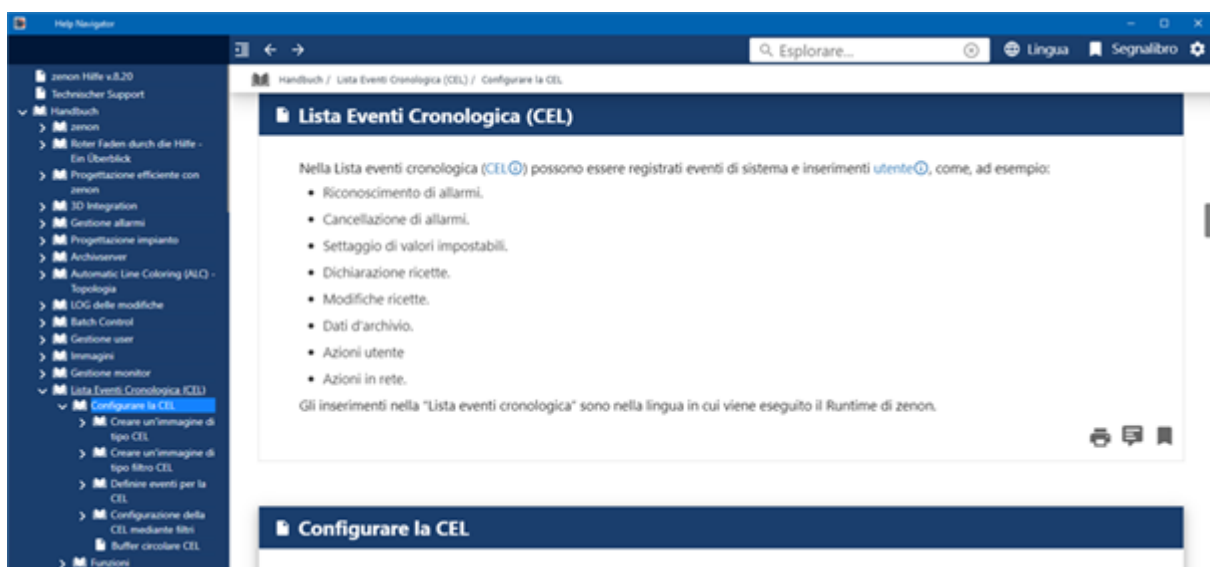 Help Navigator
Esplorare...
Lingua
Segnalibro
zenon Hilfe v.8.20
Technischer Support
Handbuch
zenon
Roter Faden durch die Hilfe -
Ein Überblick
Progettazione efficiente con
zenon
3D Integration
Gestione allarmi
Progettazione impianto
Archivserver
Automatic Line Coloring (ALC) -
Topologia
LOG delle modifiche
Batch Control
Gestione user
Immagini
Gestione monitor
Lista Eventi Cronologica (CEL)
Configurare la CEL
Creare un'immagine di
tipo CEL
Creare un'immagine di
tipo filtro CEL
Definire eventi per la
CEL
Configurazione della
CEL mediante filtri
Buffer circolare CEL
Funzioni
Handbuch / Lista Eventi Cronologica (CEL) / Configurare la CEL
Lista Eventi Cronologica (CEL)
Nella Lista eventi cronologica (CEL) possono essere registrati eventi di sistema e inserimenti utente, come, ad esempio:
• Riconoscimento di allarmi.
• Cancellazione di allarmi.
• Settaggio di valori impostabili.
• Dichiarazione ricette.
• Modifiche ricette.
• Dati d'archivio.
• Azioni utente
• Azioni in rete.
Gli inserimenti nella "Lista eventi cronologica" sono nella lingua in cui viene eseguito il Runtime di zenon.
Configurare la CEL